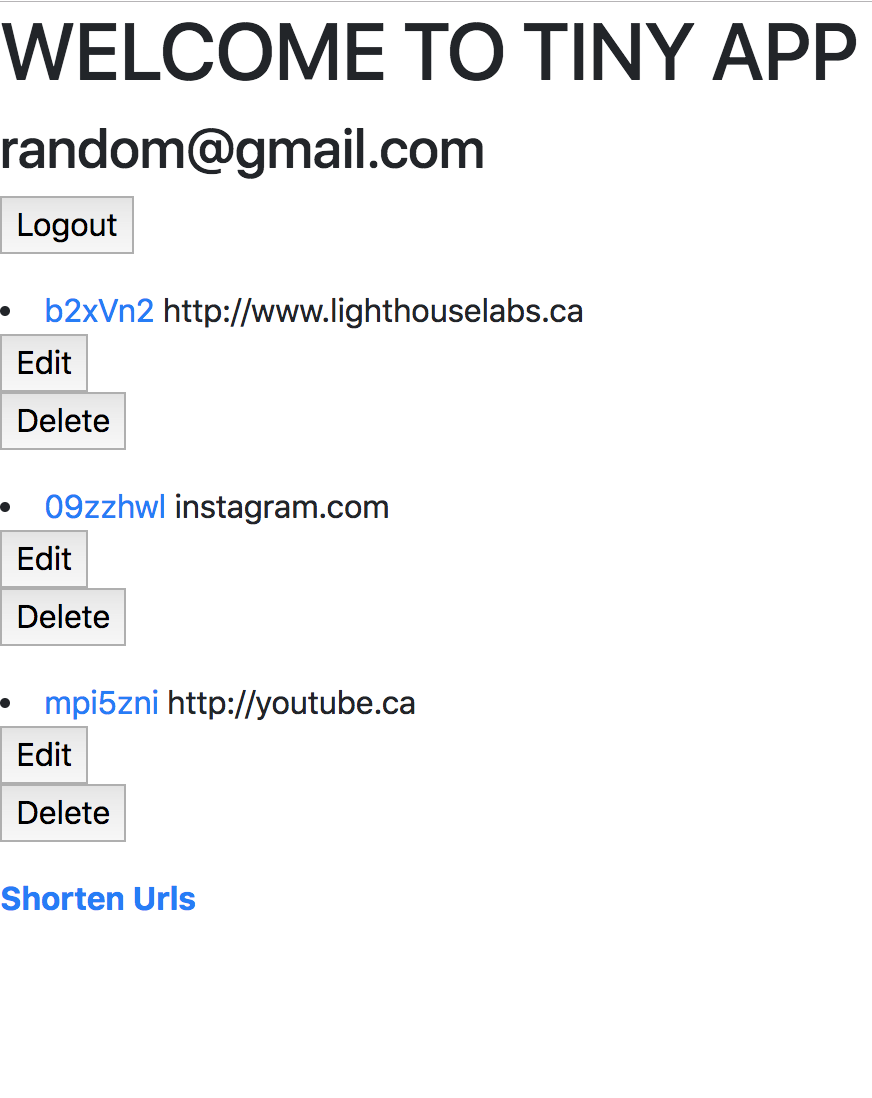 WELCOME TO TINY APP
random@gmail.com
Logout
b2xVn2 http://www.lighthouselabs.ca
Edit
Delete
09zzhwl instagram.com
Edit
Delete
mpi5zni http://youtube.ca
Edit
Delete
Shorten Urls